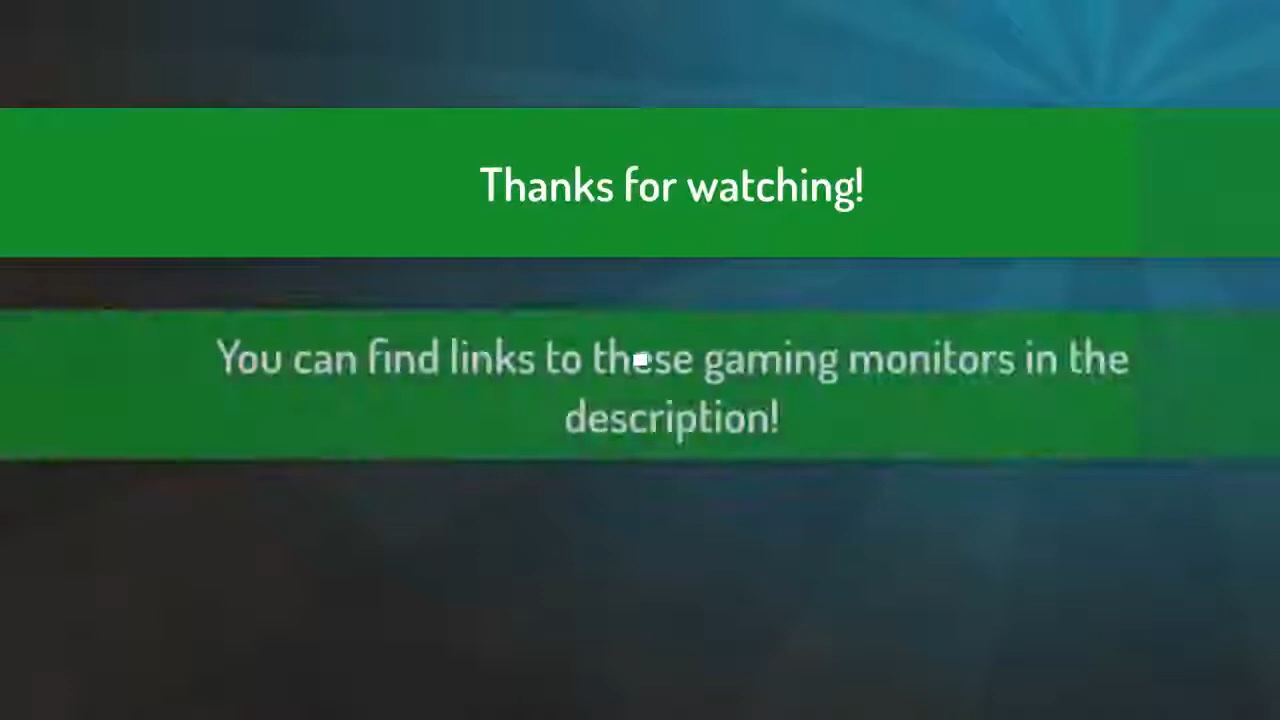 Thanks for watching!
You can find links to these gaming monitors in the
description!